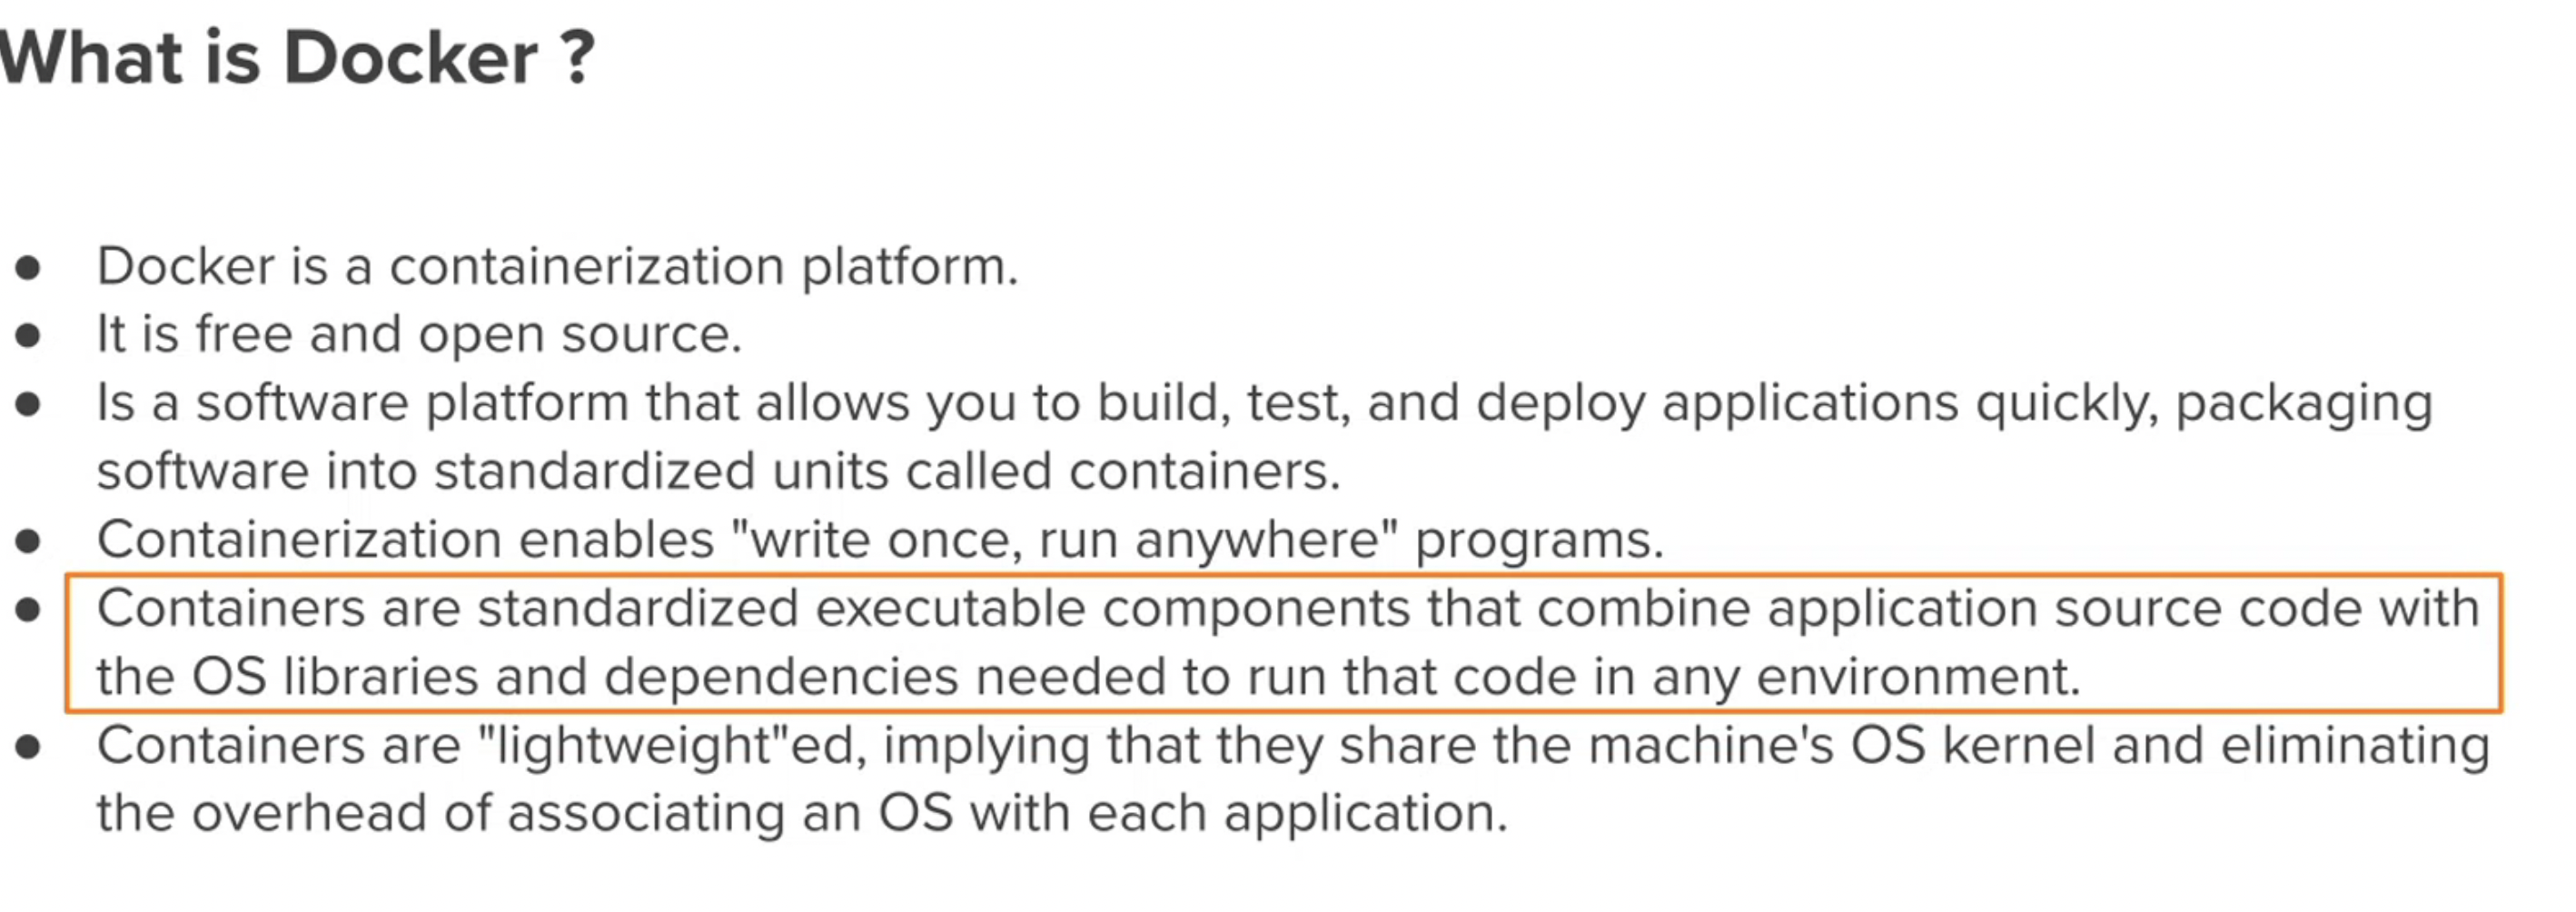 What is Docker ?
● Docker is a containerization platform.
● It is free and open source.
● Is a software platform that allows you to build, test, and deploy applications quickly, packaging
software into standardized units called containers.
● Containerization enables "write once, run anywhere" programs.
● Containers are standardized executable components that combine application source code with
the OS libraries and dependencies needed to run that code in any environment.
● Containers are "lightweight"ed, implying that they share the machine's OS kernel and eliminating
the overhead of associating an OS with each application.